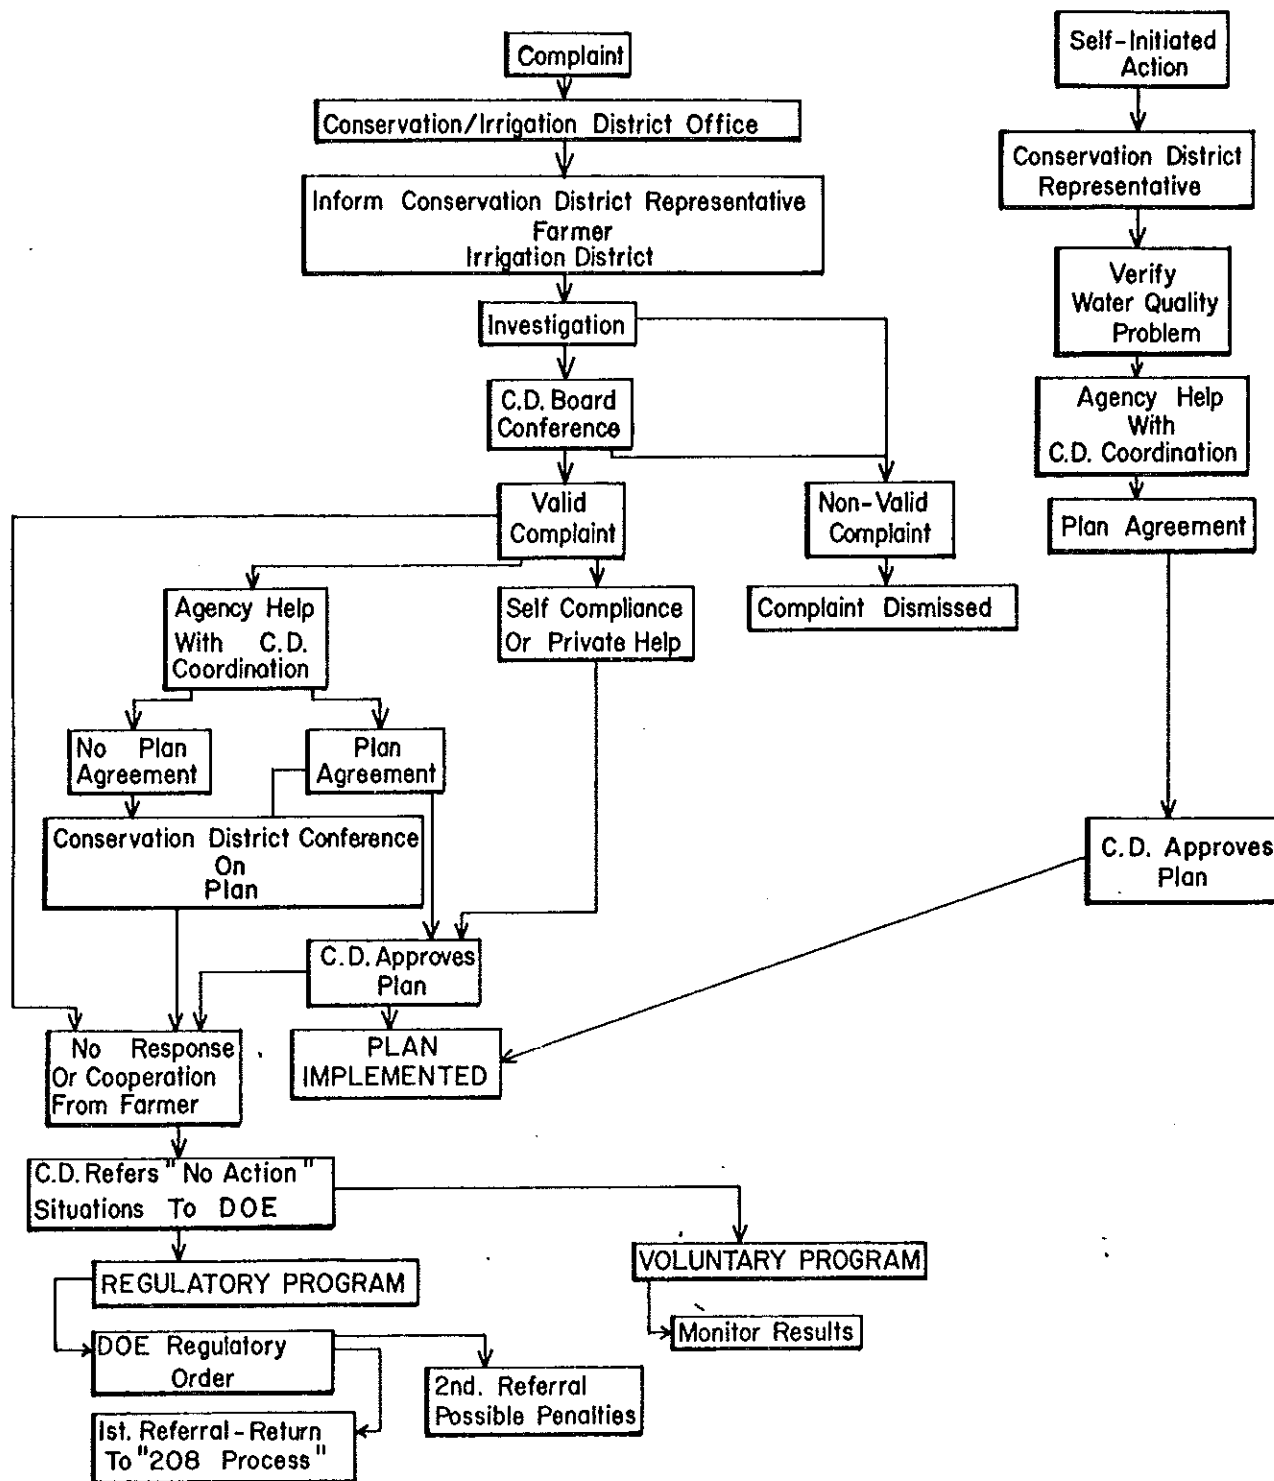 Complaint
Conservation/Irrigation District Office
Inform Conservation District Representative
Farmer
Irrigation District
Investigation
C.D. Board
Conference
Valid
Complaint
Non-Valid
Complaint
Complaint Dismissed
Agency Help
With C.D.
Coordination
Self Compliance
Or Private Help
No Plan
Agreement
Plan
Agreement
Conservation District Conference
On
Plan
C.D. Approves
Plan
No Response
Or Cooperation
From Farmer
PLAN
IMPLEMENTED
C.D. Refers "No Action"
Situations To DOE
REGULATORY PROGRAM
VOLUNTARY PROGRAM
Monitor Results
DOE Regulatory
Order
2nd. Referral
Possible Penalties
1st. Referral-Return
To "208 Process"
Self-Initiated
Action
Conservation District
Representative
Verify
Water Quality
Problem
Agency Help
With
C.D. Coordination
Plan Agreement
C.D. Approves
Plan